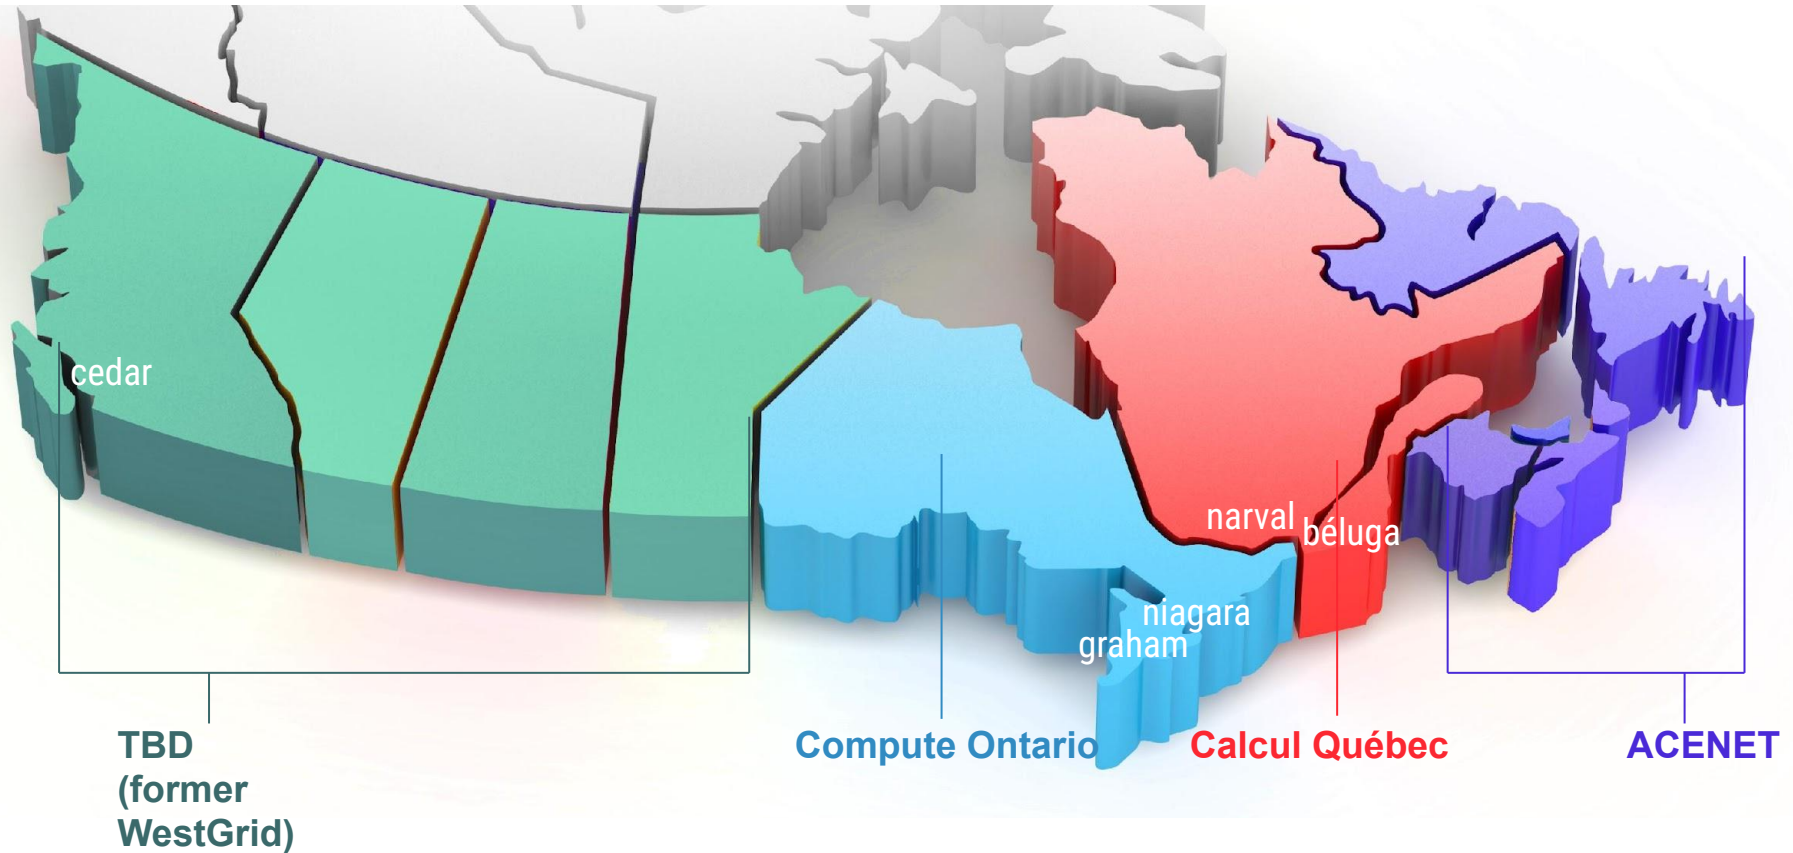 cedar
narval
béluga
niagara
graham
TBD
(former
WestGrid)
Compute Ontario
Calcul Québec
ACENET